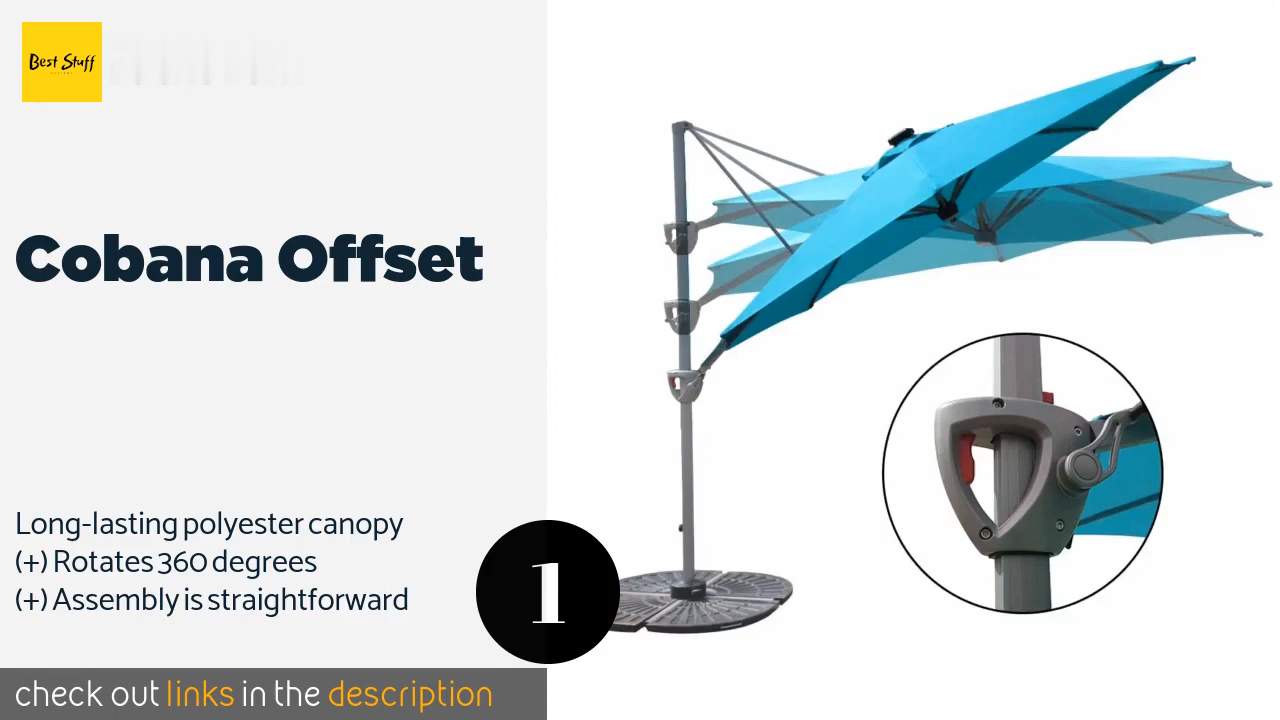 Best Stuff
Cobana Offset
Long-lasting polyester canopy
(+) Rotates 360 degrees
(+) Assembly is straightforward
1
check out links in the description